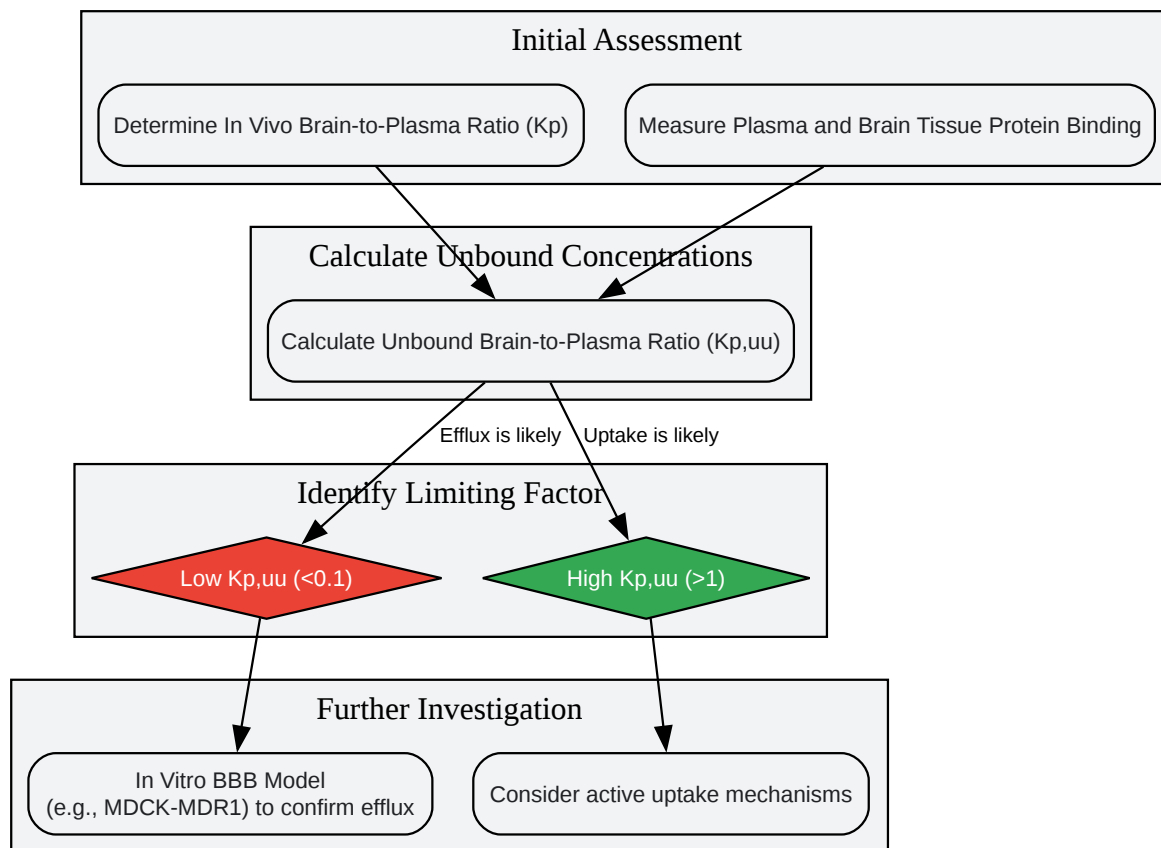 Initial Assessment
Determine In Vivo Brain-to-Plasma Ratio (Kp)
Measure Plasma and Brain Tissue Protein Binding
Calculate Unbound Concentrations
Calculate Unbound Brain-to-Plasma Ratio (Kp,uu)
Efflux is likely
Uptake is likely
Identify Limiting Factor
Low Kp,uu (<0.1)
High Kp,uu (>1)
Further Investigation
In Vitro BBB Model
(e.g., MDCK-MDR1) to confirm efflux
Consider active uptake mechanisms